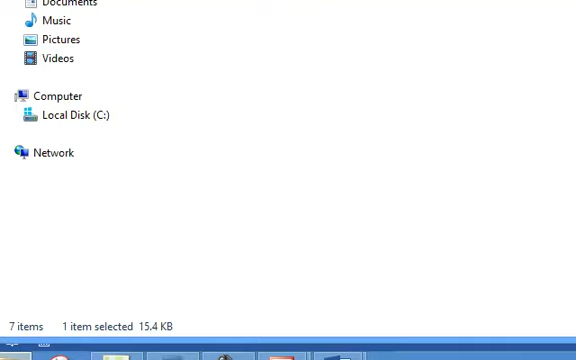 Documents
Music
Pictures
Videos
Computer
Local Disk (C:)
Network
7 items 1 item selected 15.4 KB